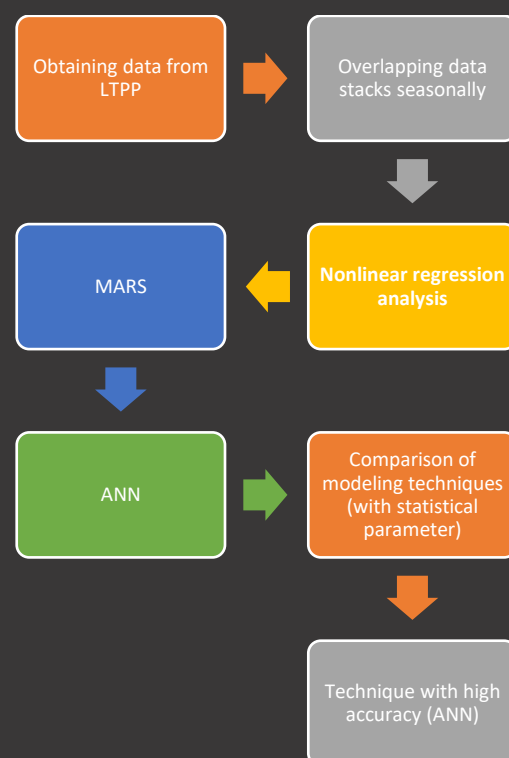 Obtaining data from
LTPP
Overlapping data
stacks seasonally
Nonlinear regression
analysis
MARS
ANN
Comparison of
modeling techniques
(with statistical
parameter)
Technique with high
accuracy (ANN)